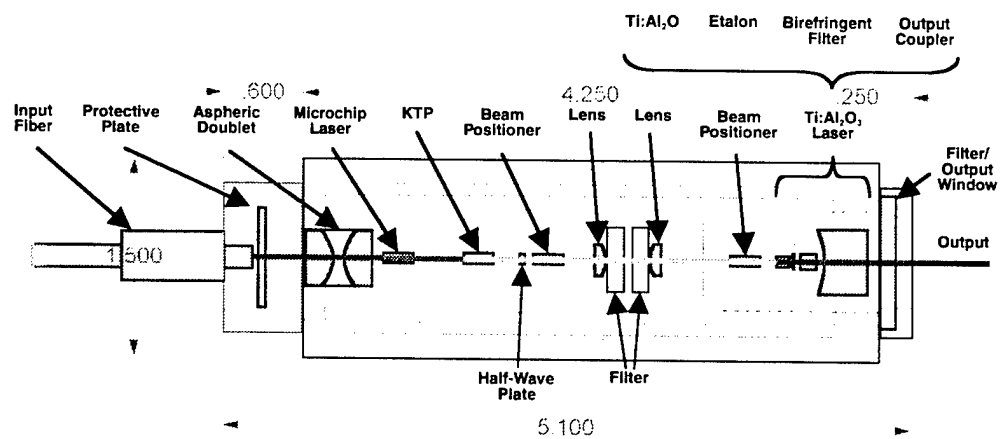 Ti:Al₂O Etalon Birefringent Filter Output Coupler
.600 4.250 .250
Input Fiber
Protective Plate
Aspheric Doublet
Microchip Laser
KTP
Beam Positioner
Lens
Lens
Beam Positioner
Ti:Al₂O₃ Laser
Filter/ Output Window
1.500
Output
Half-Wave Plate
Filter
5.100